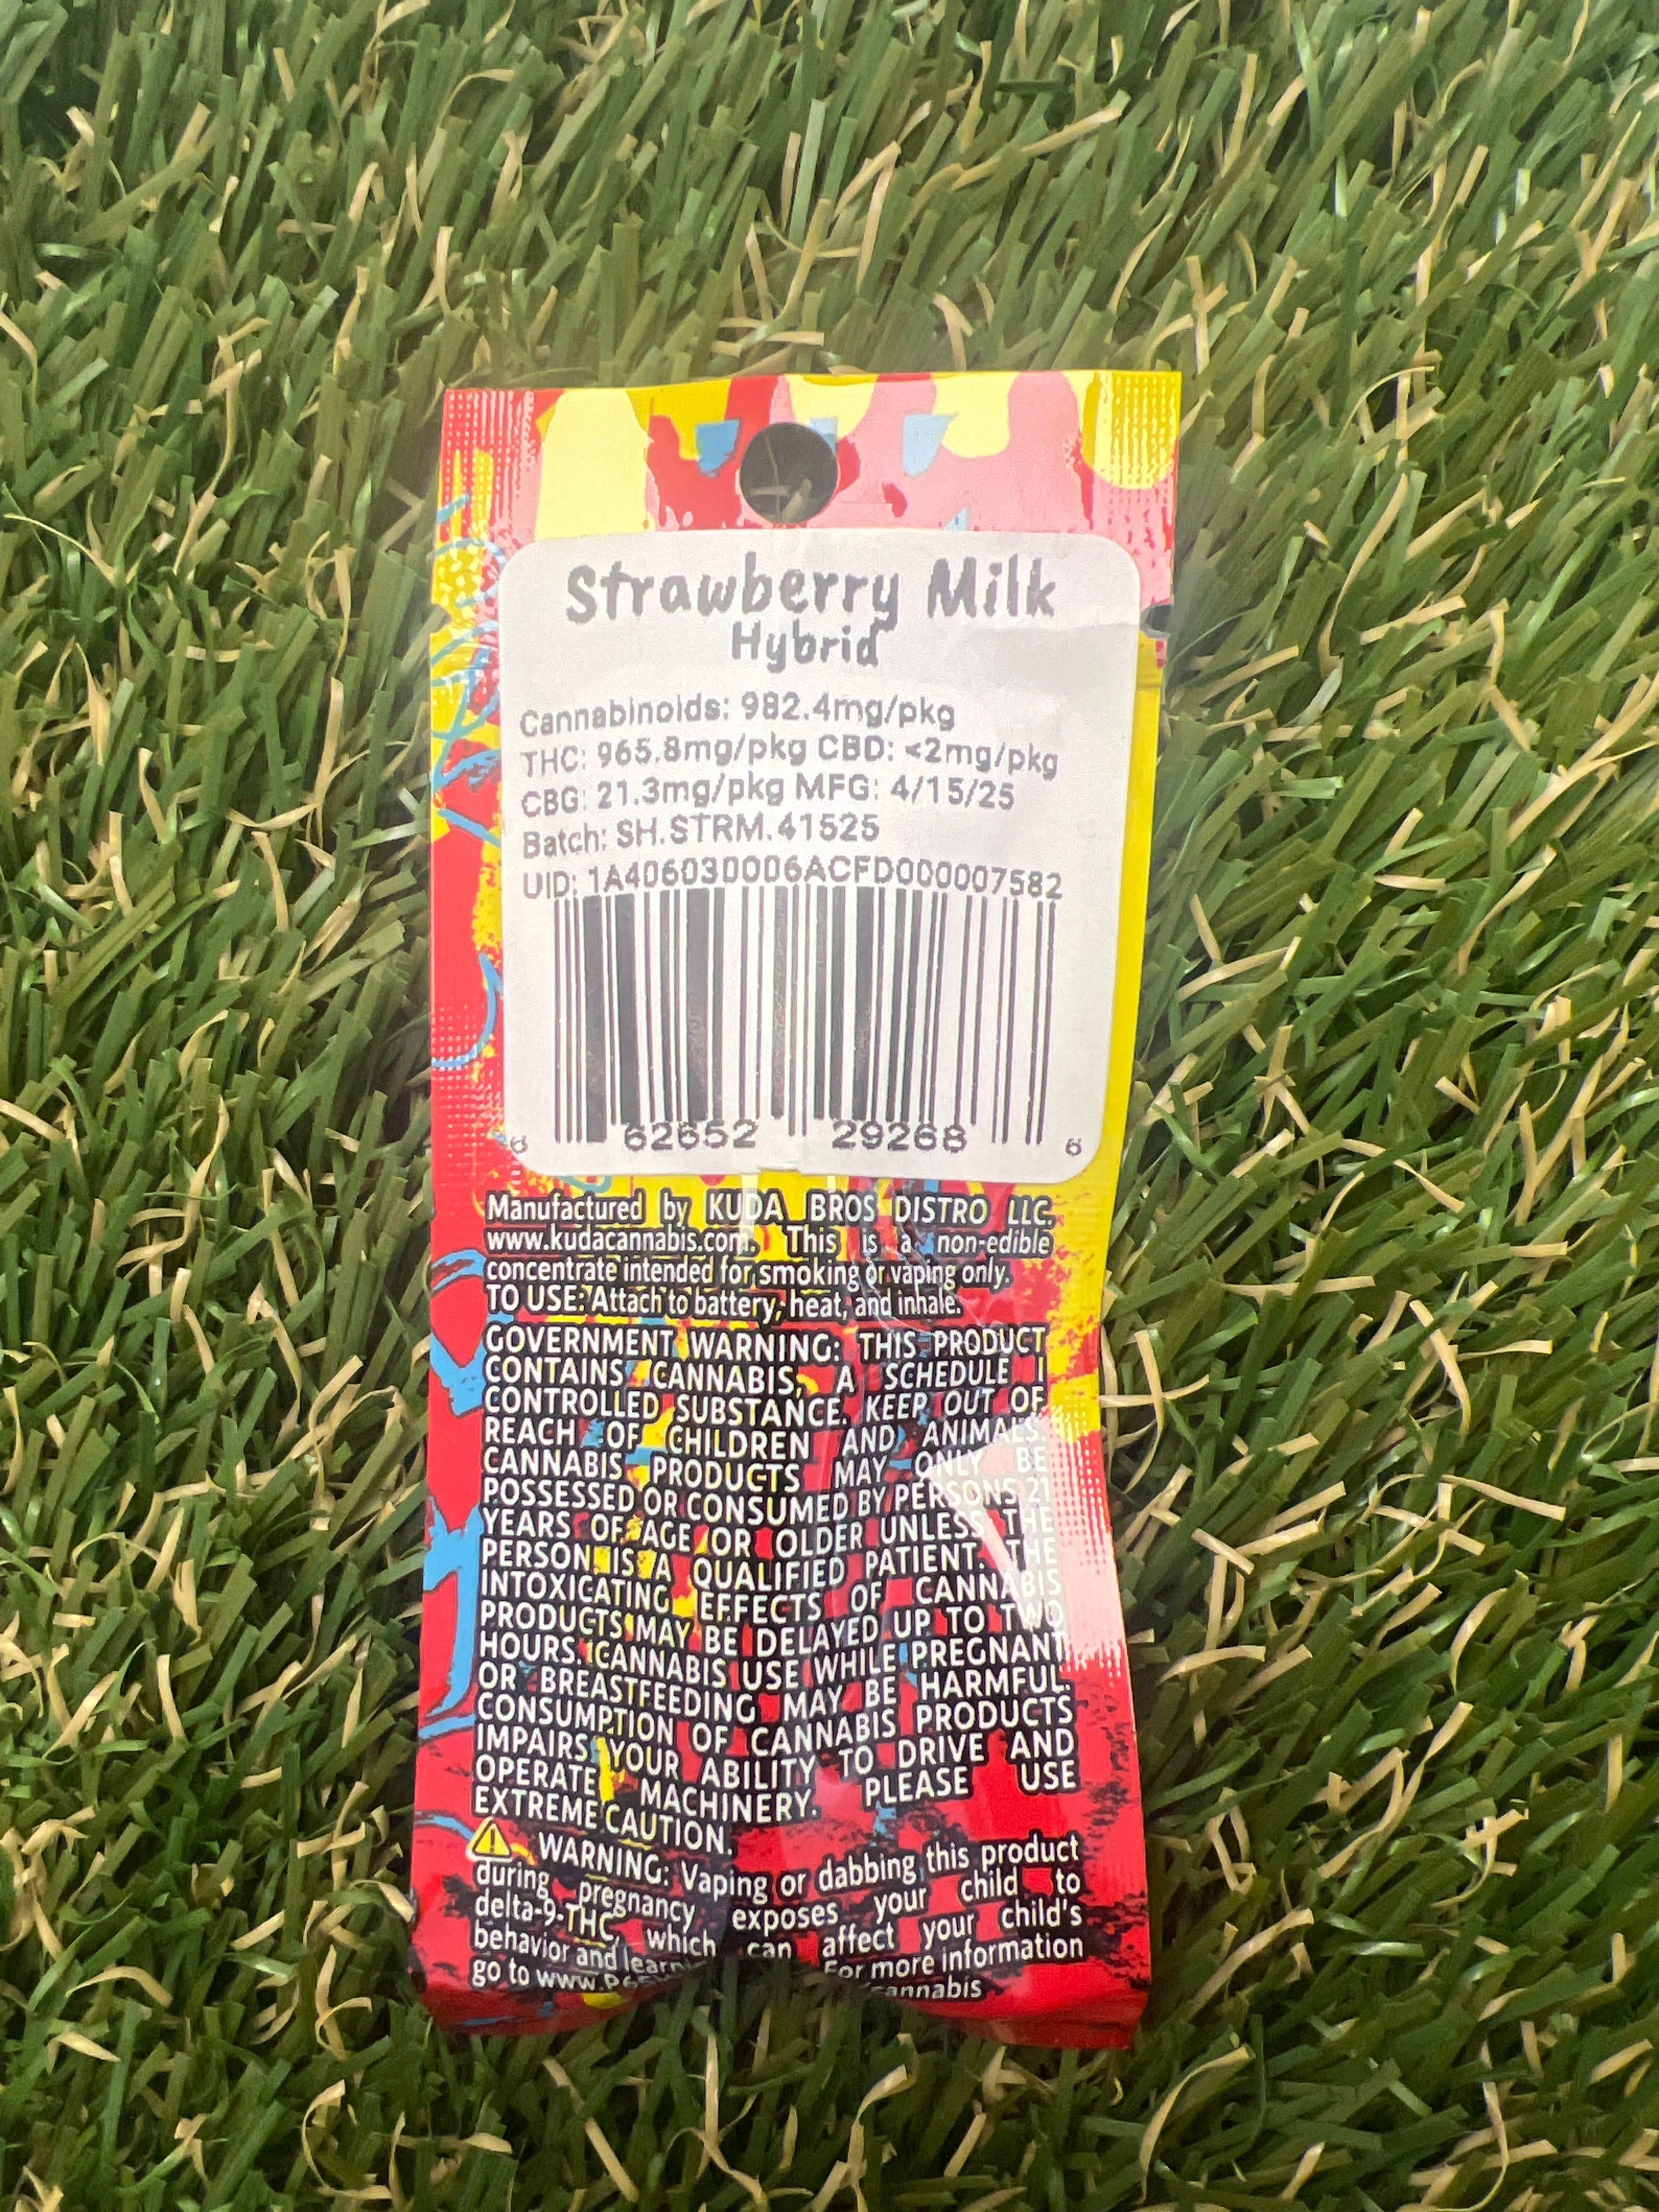 Strawberry Milk
Hybrid
Cannabinoids: 982.4mg/pkg
THC: 965.8mg/pkg CBD: <2mg/pkg
CBG: 21.3mg/pkg MFG: 4/15/25
Batch: SH.STRM.41525
UID: 1A406030006ACFD000007582
6 62652 29268 6
Manufactured by KUDA BROS DISTRO LLC.
www.kudacannabis.com. This is a non-edible
concentrate intended for smoking or vaping only.
TO USE: Attach to battery, heat, and inhale.
GOVERNMENT WARNING: THIS PRODUCT
CONTAINS CANNABIS, A SCHEDULE I
CONTROLLED SUBSTANCE. KEEP OUT OF
REACH OF CHILDREN AND ANIMALS.
CANNABIS PRODUCTS MAY ONLY BE
POSSESSED OR CONSUMED BY PERSONS 21
YEARS OF AGE OR OLDER UNLESS THE
PERSON IS A QUALIFIED PATIENT. THE
INTOXICATING EFFECTS OF CANNABIS
PRODUCTS MAY BE DELAYED UP TO TWO
HOURS. CANNABIS USE WHILE PREGNANT
OR BREASTFEEDING MAY BE HARMFUL.
CONSUMPTION OF CANNABIS PRODUCTS
IMPAIRS YOUR ABILITY TO DRIVE AND
OPERATE MACHINERY. PLEASE USE
EXTREME CAUTION.
WARNING: Vaping or dabbing this product
during pregnancy exposes your child to
delta-9-THC, which can affect your child's
behavior and For more information
go to